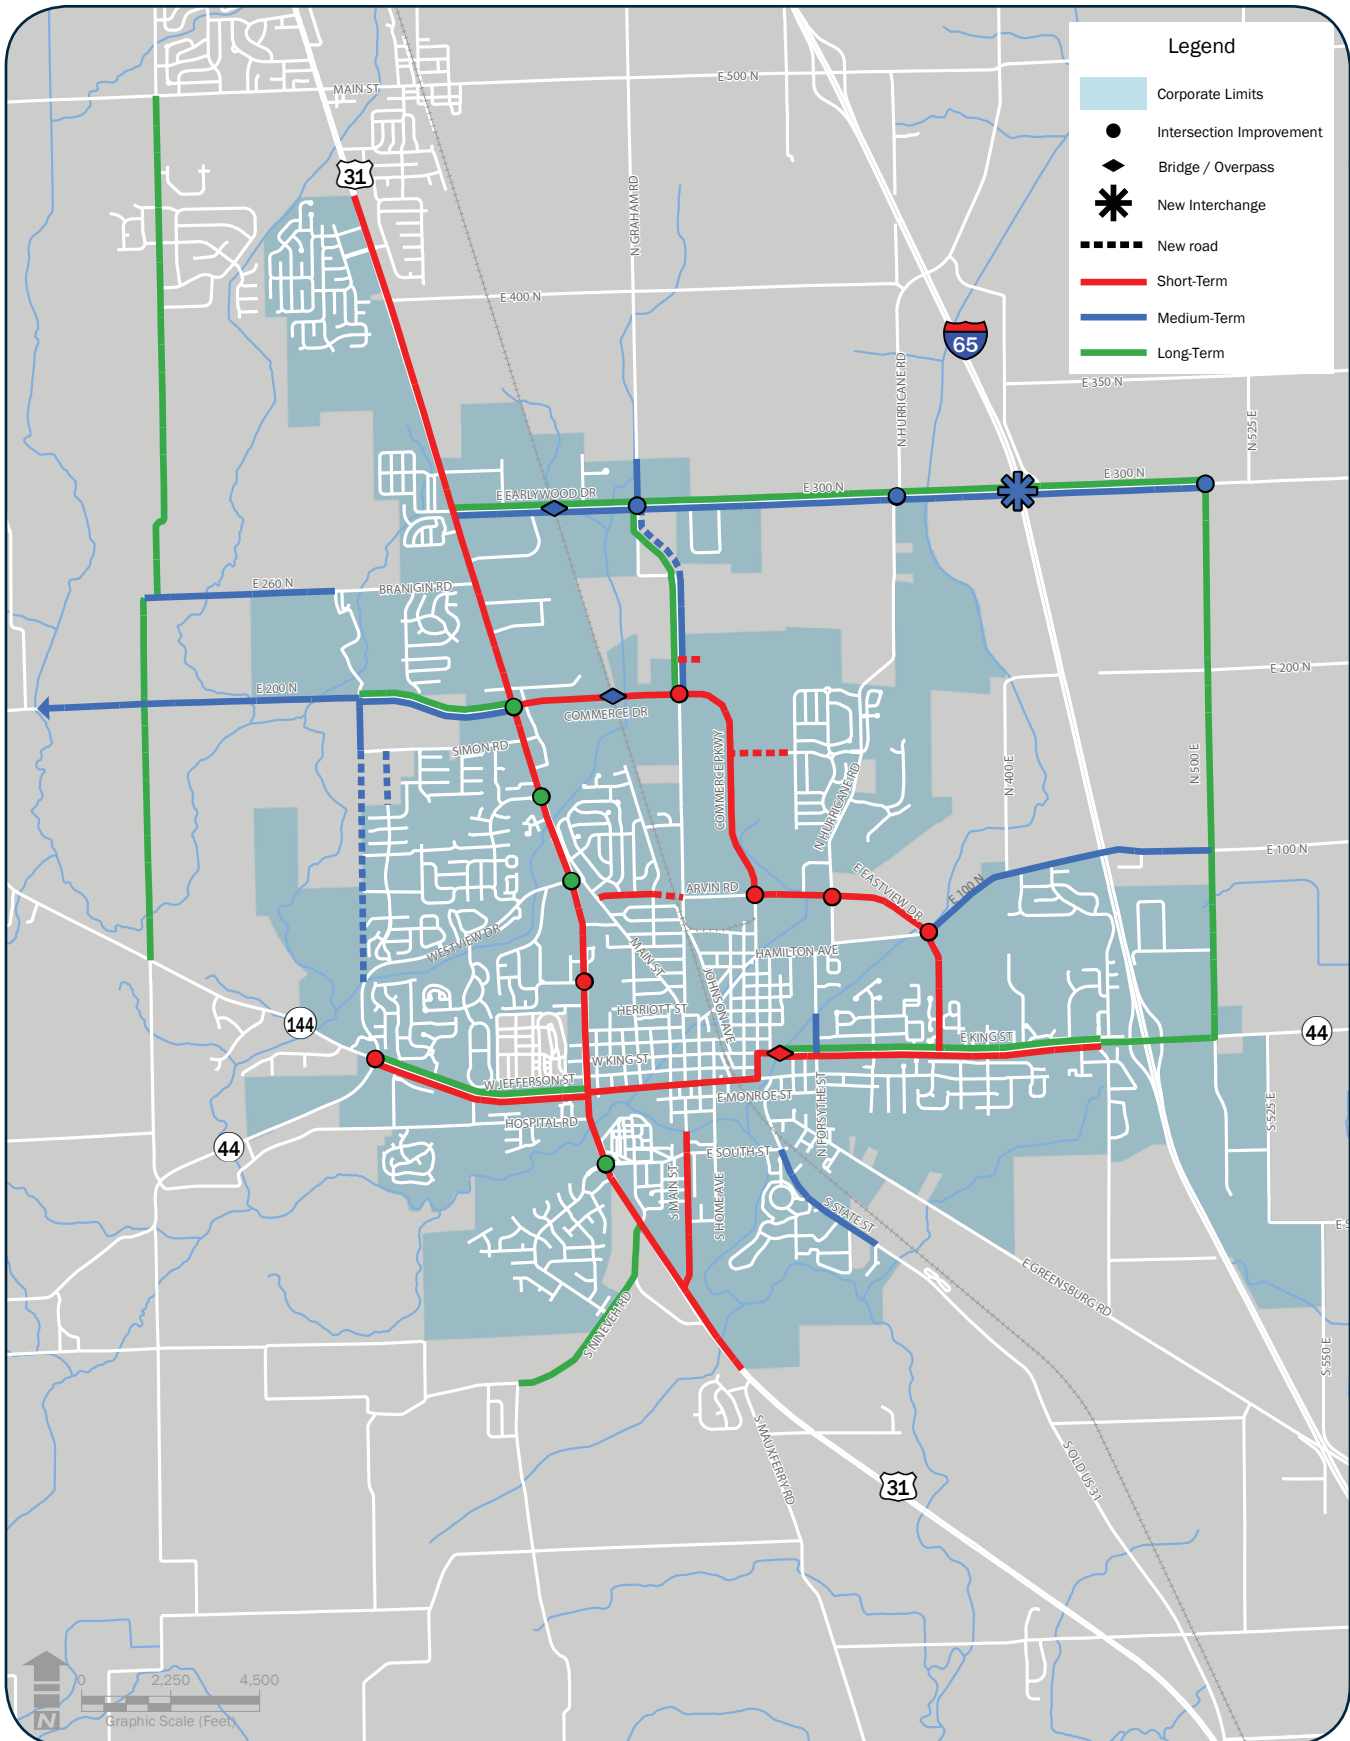 Legend
Corporate Limits
Intersection Improvement
Bridge / Overpass
New Interchange
New road
Short-Term
Medium-Term
Long-Term
E 500 N
MAIN ST
31
N GRAHAM RD
E 400 N
65
N HURRICANE RD
E 350 N
N 525 E
E EARLYWOOD DR
E 300 N
E 300 N
E 260 N
BRANIGIN RD
E 200 N
E 200 N
COMMERCE DR
SIMON RD
COMMERCE PKWY
N HURRICANE RD
N 400 E
N 500 E
E 100 N
E 100 N
ARVIN RD
E EASTVIEW DR
WESTVIEW DR
MAIN ST
HAMILTON AVE
JOHNSON AVE
HERRIOTT ST
144
44
E KING ST
W KING ST
W JEFFERSON ST
E MONROE ST
N FORSYTHE ST
HOSPITAL RD
44
E SOUTH ST
S MAIN ST
S HOME AVE
S STATE ST
S 525 E
E GREENSBURG RD
S NINEVEH RD
S 550 E
S MAUXFERRY RD
S OLD US 31
31
N
0 2,250 4,500
Graphic Scale (Feet)